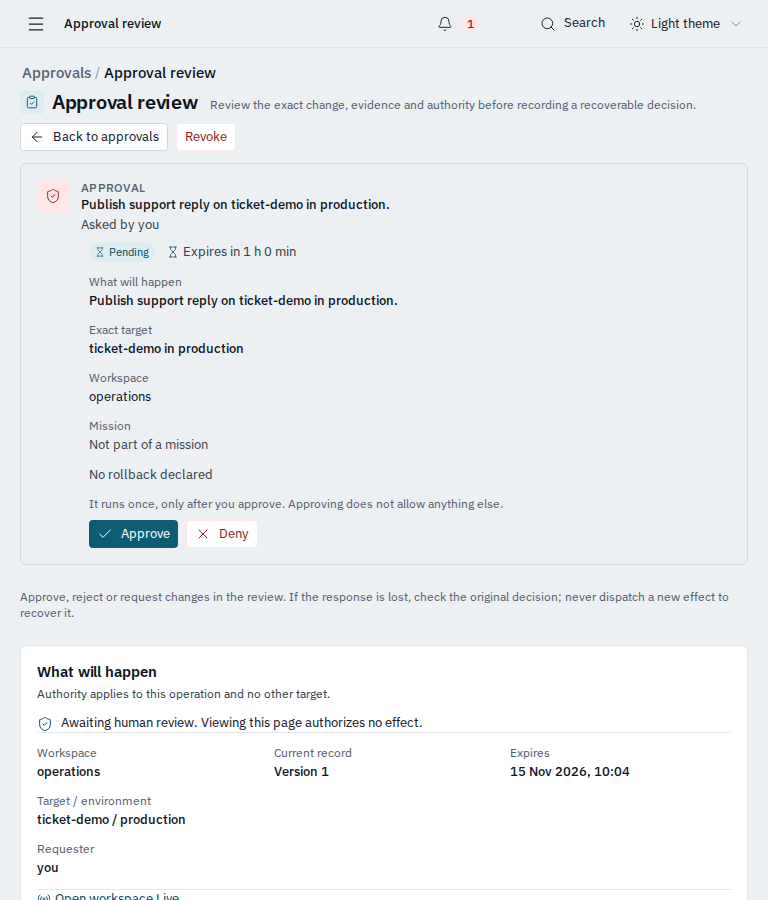 Approval review
1
Search
Light theme
Approvals / Approval review
Approval review
Review the exact change, evidence and authority before recording a recoverable decision.
Back to approvals
Revoke
APPROVAL
Publish support reply on ticket-demo in production.
Asked by you
Pending
Expires in 1 h 0 min
What will happen
Publish support reply on ticket-demo in production.
Exact target
ticket-demo in production
Workspace
operations
Mission
Not part of a mission
No rollback declared
It runs once, only after you approve. Approving does not allow anything else.
Approve
Deny
Approve, reject or request changes in the review. If the response is lost, check the original decision; never dispatch a new effect to
recover it.
What will happen
Authority applies to this operation and no other target.
Awaiting human review. Viewing this page authorizes no effect.
Workspace
operations
Current record
Version 1
Expires
15 Nov 2026, 10:04
Target / environment
ticket-demo / production
Requester
you
Open workspace Live